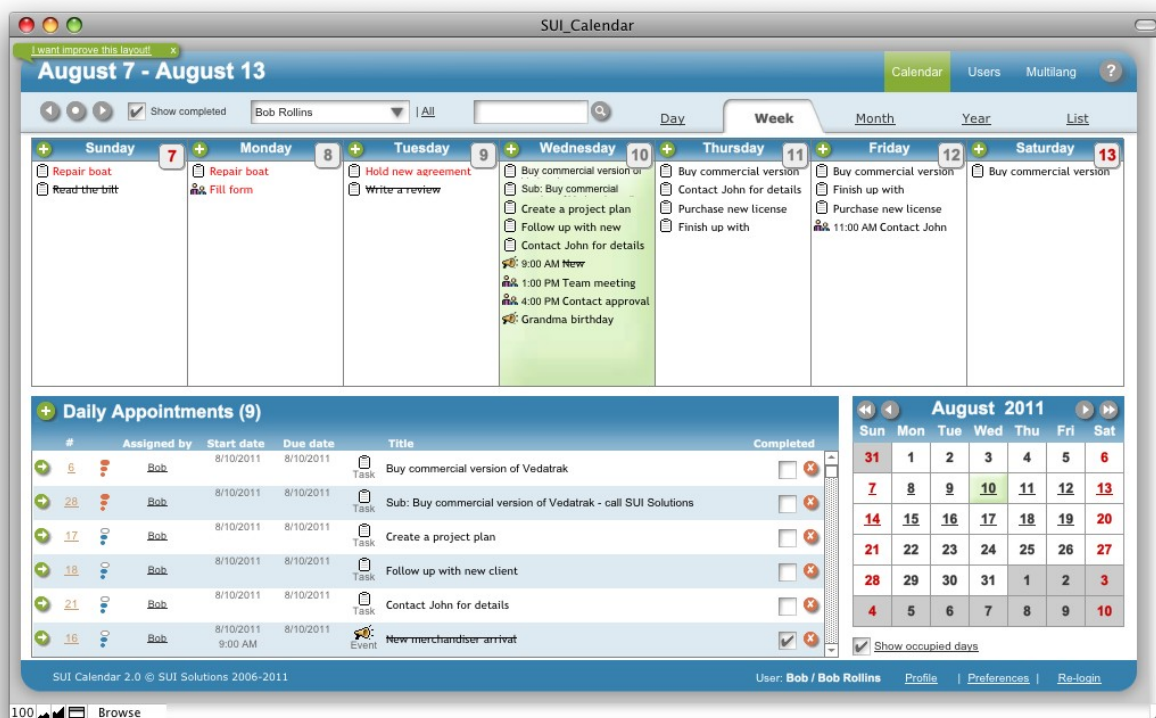 SUI_Calendar
I want improve this layout! x
August 7 - August 13
Calendar Users Multilang ?
Show completed Bob Rollins | All
Day Week Month Year List
Sunday 7 Monday 8 Tuesday 9 Wednesday 10 Thursday 11 Friday 12 Saturday 13
Repair boat
Read the bill
Repair boat
Fill form
Hold new agreement
Write a review
Buy commercial version of
Sub: Buy commercial
Create a project plan
Follow up with new
Contact John for details
9:00 AM New
1:00 PM Team meeting
4:00 PM Contact approval
Grandma birthday
Buy commercial version
Contact John for details
Purchase new license
Finish up with
Buy commercial version
Finish up with
Purchase new license
11:00 AM Contact John
Buy commercial version
Daily Appointments (9)
# Assigned by Start date Due date Title Completed
6 Bob 8/10/2011 8/10/2011 Task Buy commercial version of Vedatrak
28 Bob 8/10/2011 8/10/2011 Task Sub: Buy commercial version of Vedatrak - call SUI Solutions
17 Bob 8/10/2011 8/10/2011 Task Create a project plan
18 Bob 8/10/2011 8/10/2011 Task Follow up with new client
21 Bob 8/10/2011 8/10/2011 Task Contact John for details
16 Bob 8/10/2011 9:00 AM 8/10/2011 Event New merchandiser arrival
August 2011
Sun Mon Tue Wed Thu Fri Sat
31 1 2 3 4 5 6
7 8 9 10 11 12 13
14 15 16 17 18 19 20
21 22 23 24 25 26 27
28 29 30 31 1 2 3
4 5 6 7 8 9 10
Show occupied days
SUI Calendar 2.0 © SUI Solutions 2006-2011
User: Bob / Bob Rollins Profile | Preferences | Re-login
100 Browse